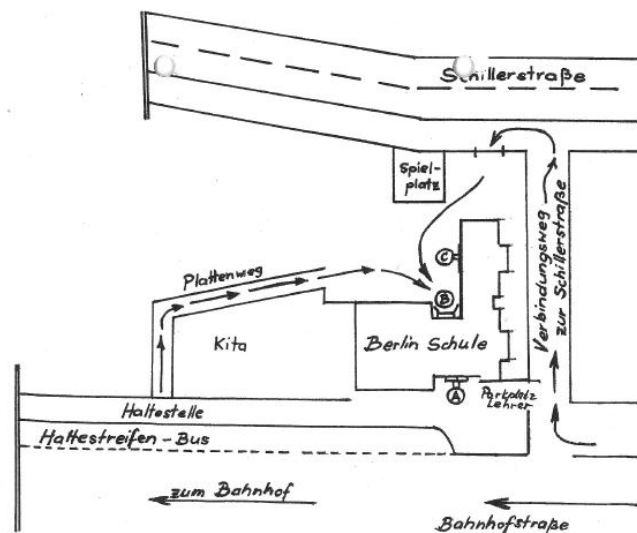 Schillerstraße
Spiel-
platz
Verbindungsweg
zur Schillerstraße
C
Plattenweg
B
Kita
Berlin Schule
A
Parkplatz
Lehrer
Haltestelle
Haltestreifen - Bus
zum Bahnhof
Bahnhofstraße